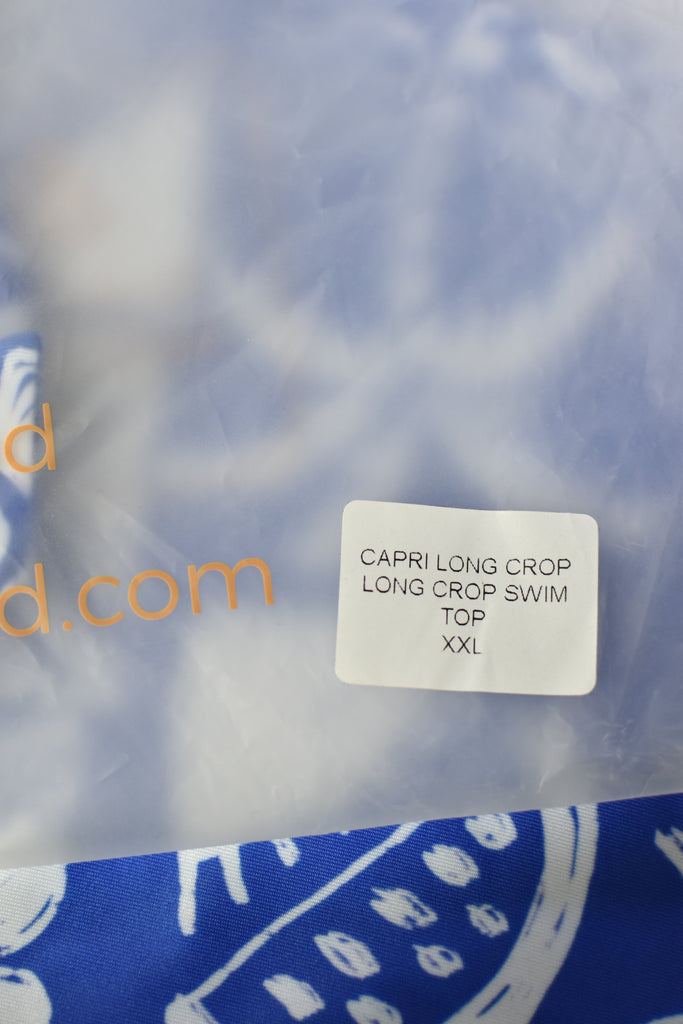 d
d.com
CAPRI LONG CROP
LONG CROP SWIM
TOP
XXL